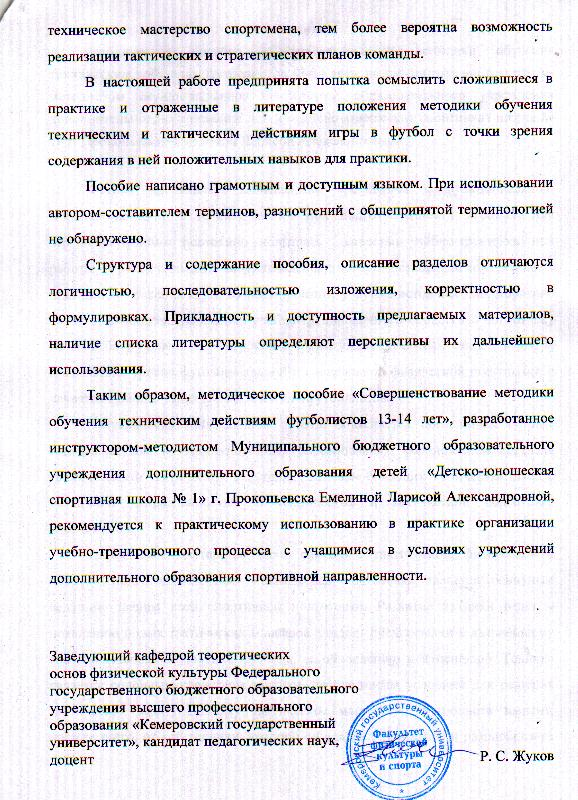 техническое мастерство спортсмена, тем более вероятна возможность
реализации тактических и стратегических планов команды.
В настоящей работе предпринята попытка осмыслить сложившиеся в
практике и отраженные в литературе положения методики обучения
техническим и тактическим действиям игры в футбол с точки зрения
содержания в ней положительных навыков для практики.
Пособие написано грамотным и доступным языком. При использовании
автором-составителем терминов, разночтений с общепринятой терминологией
не обнаружено.
Структура и содержание пособия, описание разделов отличаются
логичностью, последовательностью изложения, корректностью в
формулировках. Прикладность и доступность предлагаемых материалов,
наличие списка литературы определяют перспективы их дальнейшего
использования.
Таким образом, методическое пособие «Совершенствование методики
обучения техническим действиям футболистов 13-14 лет», разработанное
инструктором-методистом Муниципального бюджетного образовательного
учреждения дополнительного образования детей «Детско-юношеская
спортивная школа № 1» г. Прокопьевска Емелиной Ларисой Александровной,
рекомендуется к практическому использованию в практике организации
учебно-тренировочного процесса с учащимися в условиях учреждений
дополнительного образования спортивной направленности.
Заведующий кафедрой теоретических
основ физической культуры Федерального
государственного бюджетного образовательного
учреждения высшего профессионального
образования «Кемеровский государственный
университет», кандидат педагогических наук,
доцент
Р. С. Жуков
Кемеровский государственный университет
Факультет
физической
культуры
и спорта